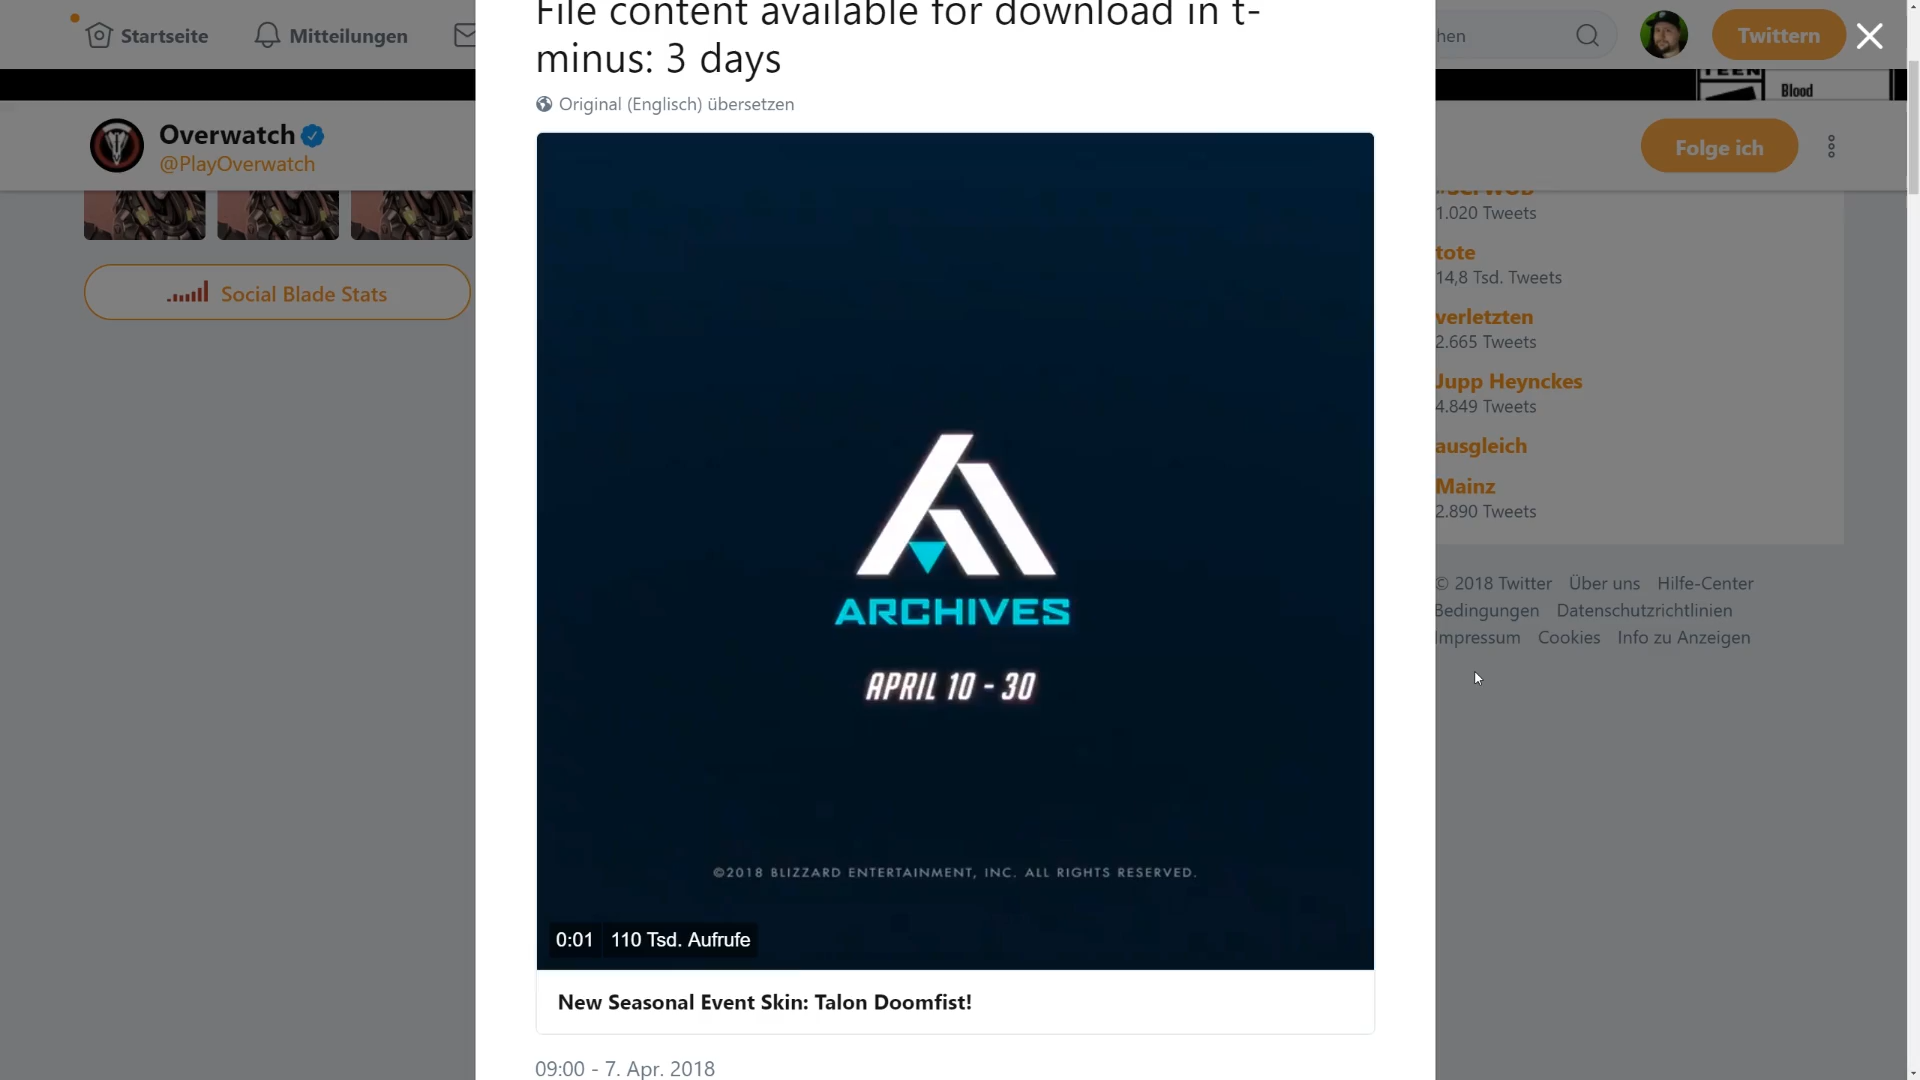 File content available for download in t-
minus: 3 days
Original (Englisch) übersetzen
Startseite
Mitteilungen
hen
Twittern
TEEN
Blood
Overwatch
@PlayOverwatch
Folge ich
Social Blade Stats
1.020 Tweets
tote
14,8 Tsd. Tweets
verletzten
2.665 Tweets
Jupp Heynckes
4.849 Tweets
ausgleich
Mainz
2.890 Tweets
© 2018 Twitter Über uns Hilfe-Center
Bedingungen Datenschutzrichtlinien
Impressum Cookies Info zu Anzeigen
ARCHIVES
APRIL 10 - 30
©2018 BLIZZARD ENTERTAINMENT, INC. ALL RIGHTS RESERVED.
0:01 110 Tsd. Aufrufe
New Seasonal Event Skin: Talon Doomfist!
09:00 - 7. Apr. 2018